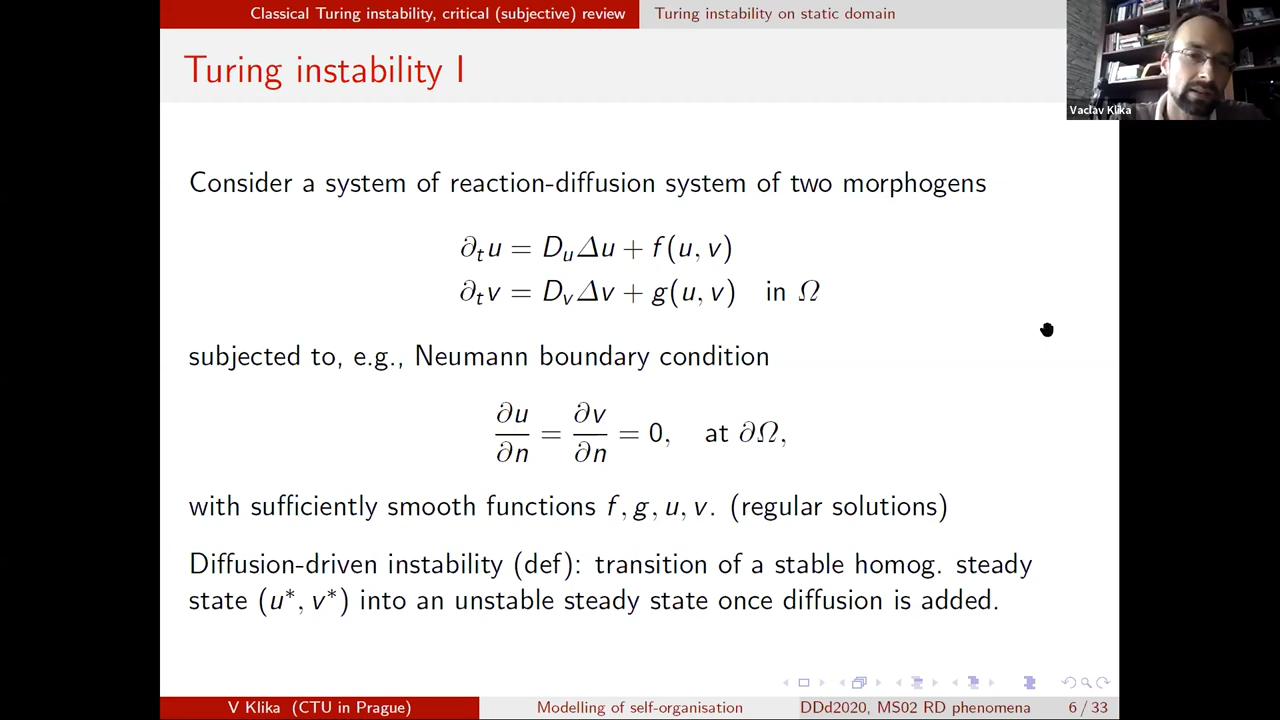 Classical Turing instability, critical (subjective) review Turing instability on static domain
Turing instability I
Vaclav Klika
Consider a system of reaction-diffusion system of two morphogens
∂ₜu = DᵤΔu + f(u, v)
∂ₜv = DᵥΔv + g(u, v) in Ω
subjected to, e.g., Neumann boundary condition
∂u/∂n = ∂v/∂n = 0, at ∂Ω,
with sufficiently smooth functions f, g, u, v. (regular solutions)
Diffusion-driven instability (def): transition of a stable homog. steady
state (u*, v*) into an unstable steady state once diffusion is added.
V Klika (CTU in Prague) Modelling of self-organisation DDd2020, MS02 RD phenomena 6 / 33